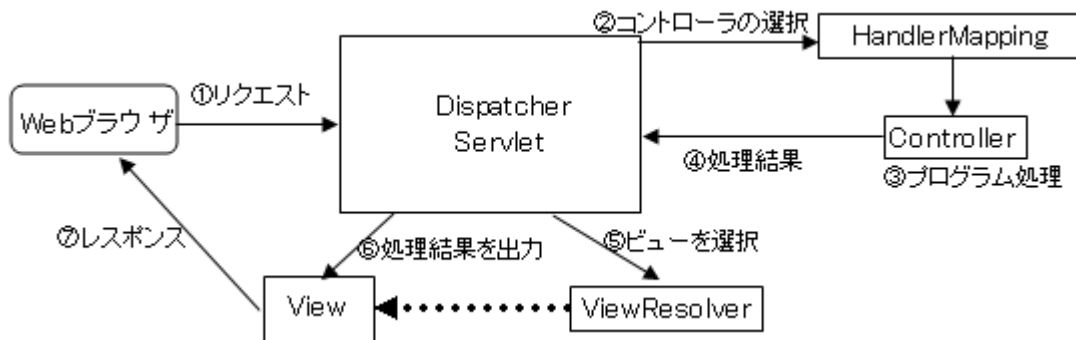 ②コントローラの選択
HandlerMapping
①リクエスト
Webブラウザ
Dispatcher
Servlet
④処理結果
Controller
③プログラム処理
⑦レスポンス
⑥処理結果を出力
⑤ビューを選択
View
ViewResolver